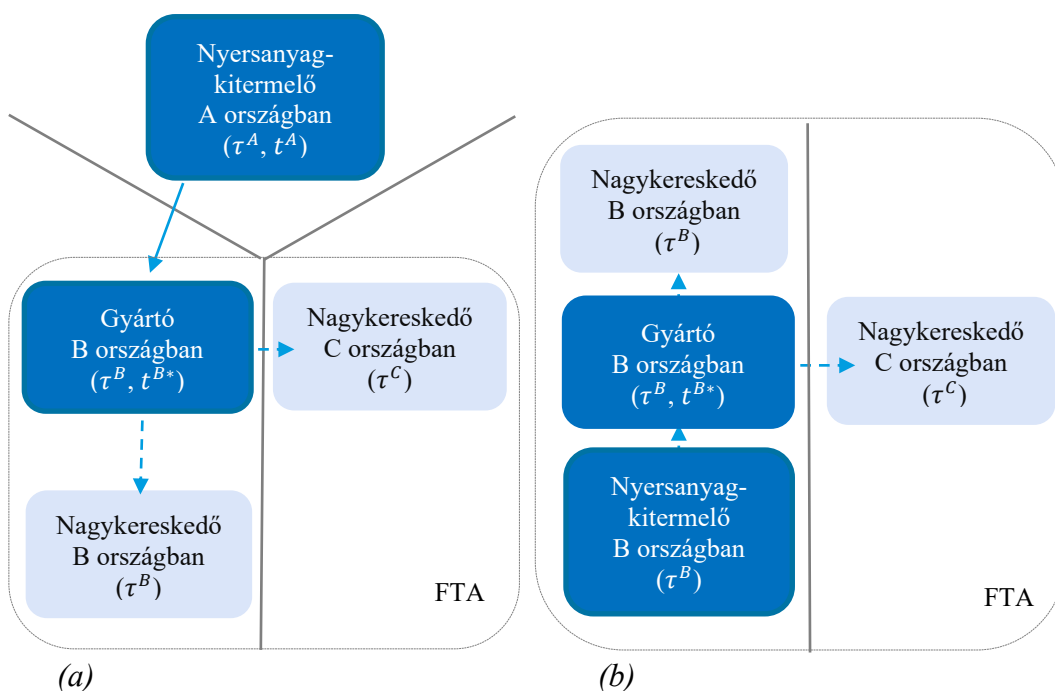 Nyersanyag-
kitermelő
A országban
(τ^A, t^A)
Gyártó
B országban
(τ^B, t^{B*})
Nagykereskedő
C országban
(τ^C)
Nagykereskedő
B országban
(τ^B)
FTA
(a)
Nagykereskedő
B országban
(τ^B)
Gyártó
B országban
(τ^B, t^{B*})
Nagykereskedő
C országban
(τ^C)
Nyersanyag-
kitermelő
B országban
(τ^B)
FTA
(b)